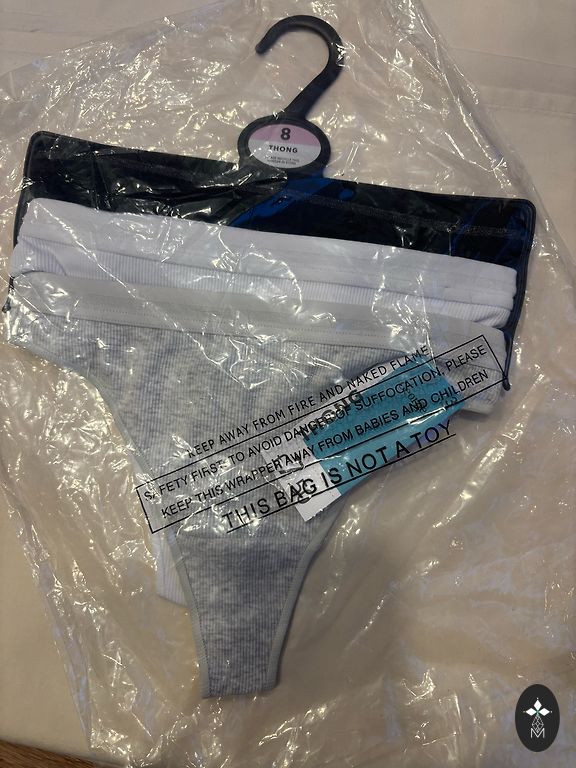 8
THONG
KEEP AWAY FROM FIRE AND NAKED FLAME
SAFETY FIRST: TO AVOID DANGER OF SUFFOCATION, PLEASE
KEEP THIS WRAPPER AWAY FROM BABIES AND CHILDREN
THIS BAG IS NOT A TOY
THONG
M